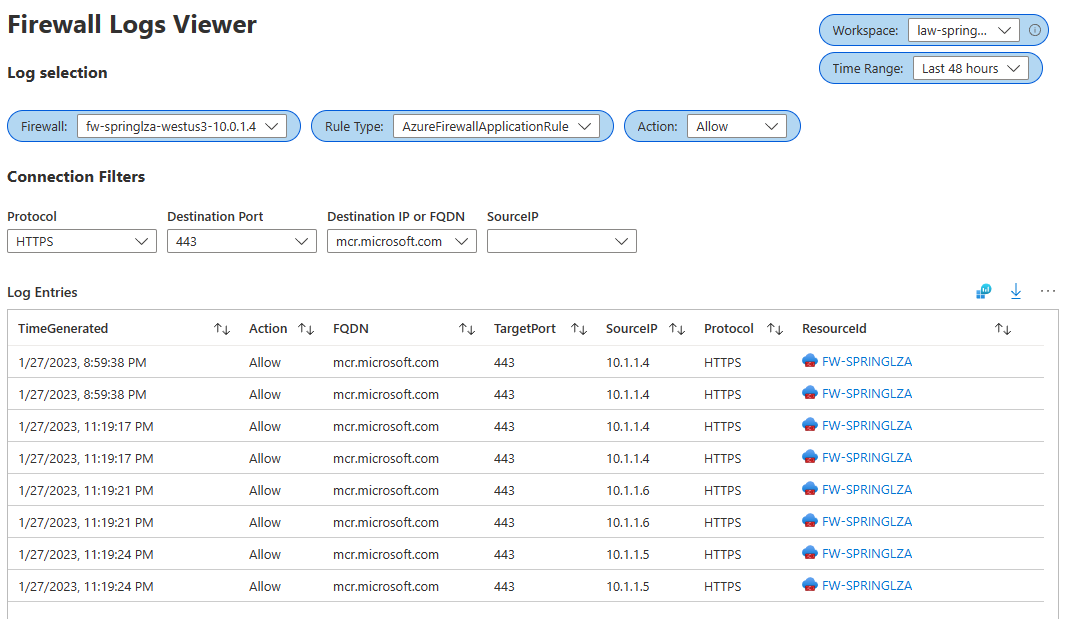 Firewall Logs Viewer
Workspace: law-spring...
Time Range: Last 48 hours
Log selection
Firewall: fw-springlza-westus3-10.0.1.4 Rule Type: AzureFirewallApplicationRule Action: Allow
Connection Filters
Protocol Destination Port Destination IP or FQDN SourceIP
HTTPS 443 mcr.microsoft.com
Log Entries
TimeGenerated Action FQDN TargetPort SourceIP Protocol ResourceId
1/27/2023, 8:59:38 PM Allow mcr.microsoft.com 443 10.1.1.4 HTTPS FW-SPRINGLZA
1/27/2023, 8:59:38 PM Allow mcr.microsoft.com 443 10.1.1.4 HTTPS FW-SPRINGLZA
1/27/2023, 11:19:17 PM Allow mcr.microsoft.com 443 10.1.1.4 HTTPS FW-SPRINGLZA
1/27/2023, 11:19:17 PM Allow mcr.microsoft.com 443 10.1.1.4 HTTPS FW-SPRINGLZA
1/27/2023, 11:19:21 PM Allow mcr.microsoft.com 443 10.1.1.6 HTTPS FW-SPRINGLZA
1/27/2023, 11:19:21 PM Allow mcr.microsoft.com 443 10.1.1.6 HTTPS FW-SPRINGLZA
1/27/2023, 11:19:24 PM Allow mcr.microsoft.com 443 10.1.1.5 HTTPS FW-SPRINGLZA
1/27/2023, 11:19:24 PM Allow mcr.microsoft.com 443 10.1.1.5 HTTPS FW-SPRINGLZA